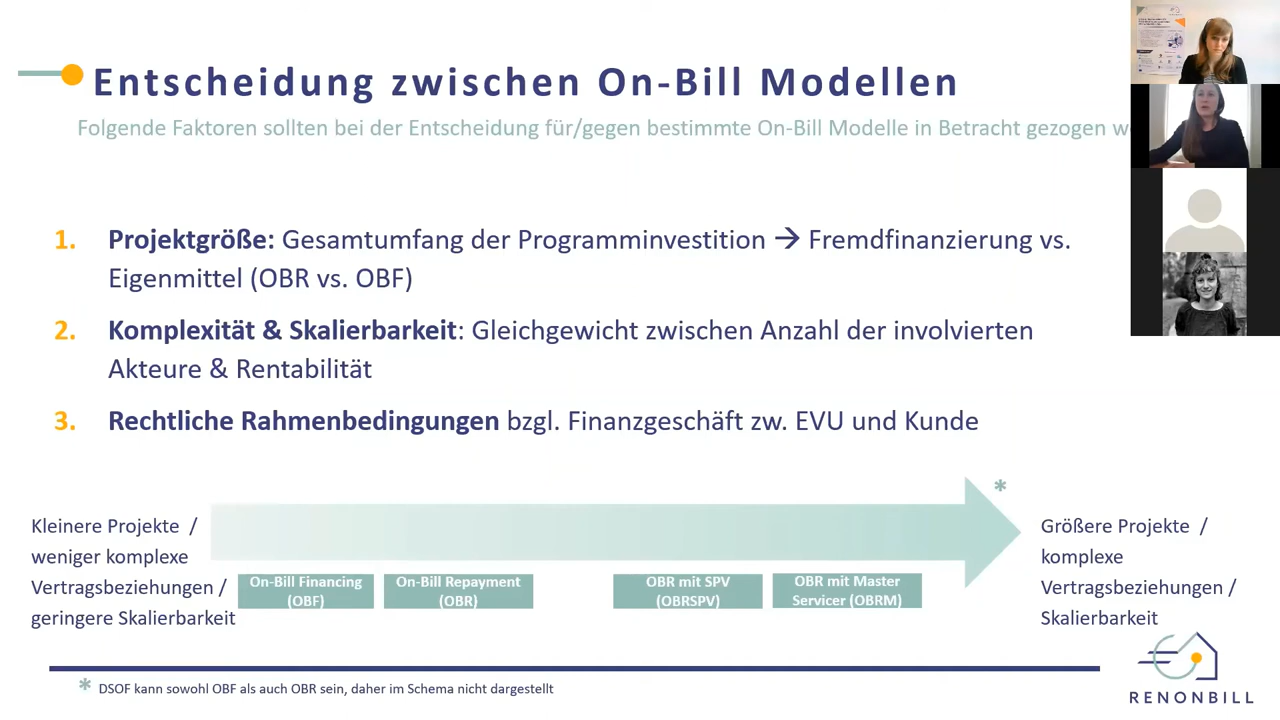 Entscheidung zwischen On-Bill Modellen
Folgende Faktoren sollten bei der Entscheidung für/gegen bestimmte On-Bill Modelle in Betracht gezogen
1. Projektgröße: Gesamtumfang der Programminvestition → Fremdfinanzierung vs.
Eigenmittel (OBR vs. OBF)
2. Komplexität & Skalierbarkeit: Gleichgewicht zwischen Anzahl der involvierten
Akteure & Rentabilität
3. Rechtliche Rahmenbedingungen bzgl. Finanzgeschäft zw. EVU und Kunde
*
Kleinere Projekte /
weniger komplexe
Vertragsbeziehungen /
geringere Skalierbarkeit
On-Bill Financing
(OBF)
On-Bill Repayment
(OBR)
OBR mit SPV
(OBRSPV)
OBR mit Master
Servicer (OBRM)
Größere Projekte /
komplexe
Vertragsbeziehungen /
Skalierbarkeit
* DSOF kann sowohl OBF als auch OBR sein, daher im Schema nicht dargestellt
RENONBILL